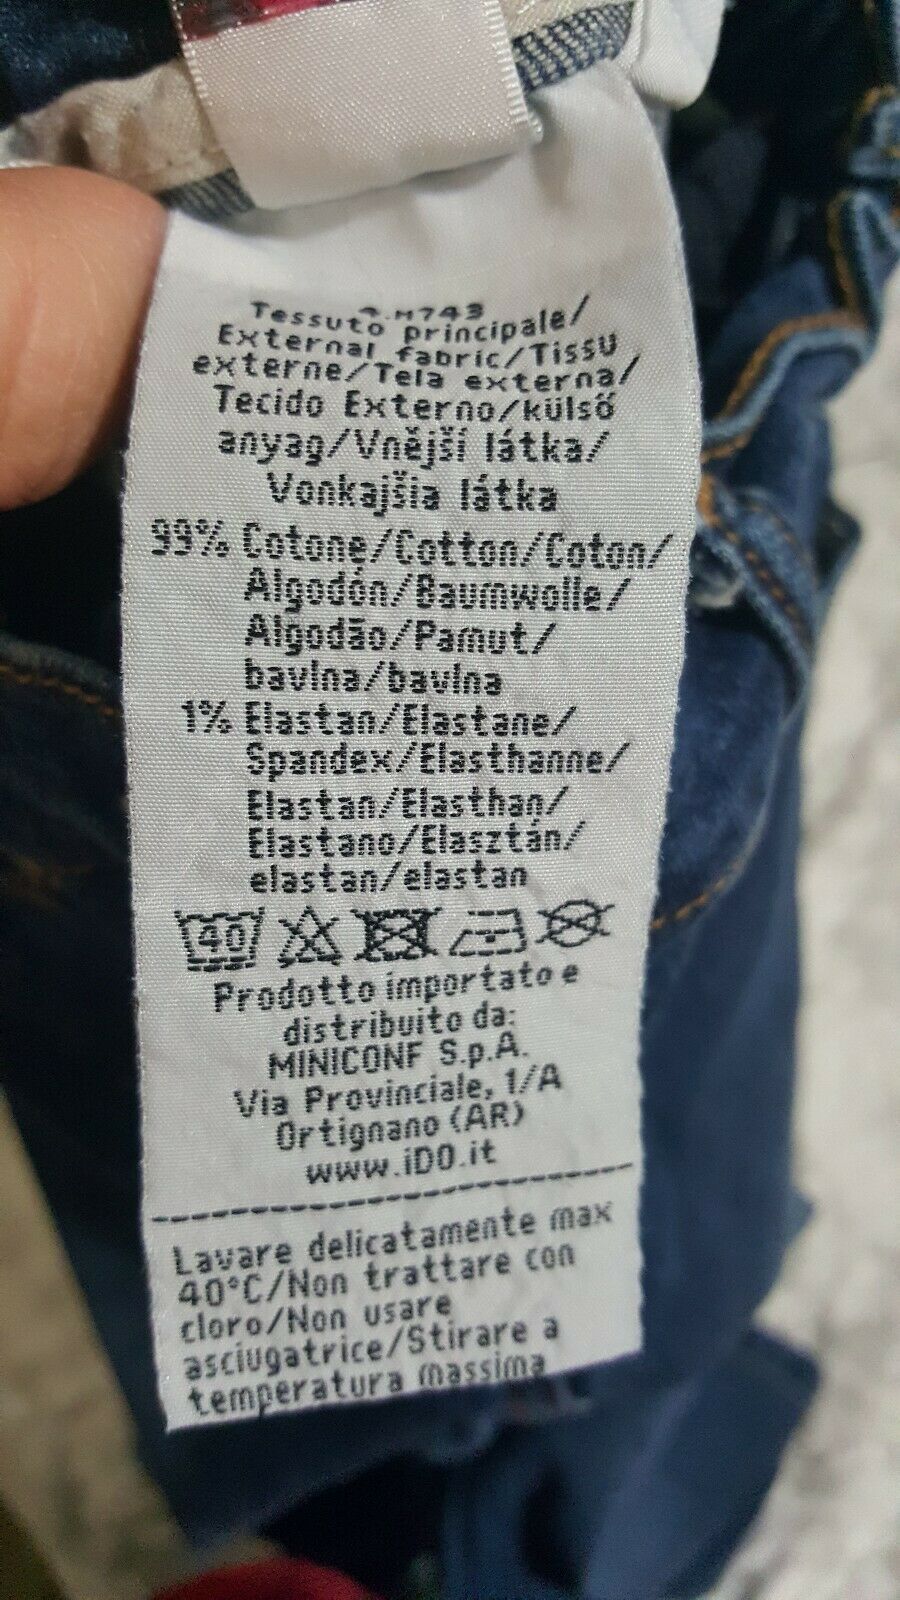 4.M743
Tessuto principale/
External fabric/Tissu
externe/Tela externa/
Tecido Externo/külső
anyag/Vnější látka/
Vonkajšia látka
99% Cotone/Cotton/Coton/
Algodón/Baumwolle/
Algodão/Pamut/
bavlna/bavlna
1% Elastan/Elastane/
Spandex/Elasthanne/
Elastan/Elasthan/
Elastano/Elasztán/
elastan/elastan
40
Prodotto importato e
distribuito da:
MINICONF S.p.A.
Via Provinciale, 1/A
Ortignano (AR)
www.iDO.it
Lavare delicatamente max
40°C/Non trattare con
cloro/Non usare
asciugatrice/Stirare a
temperatura massima